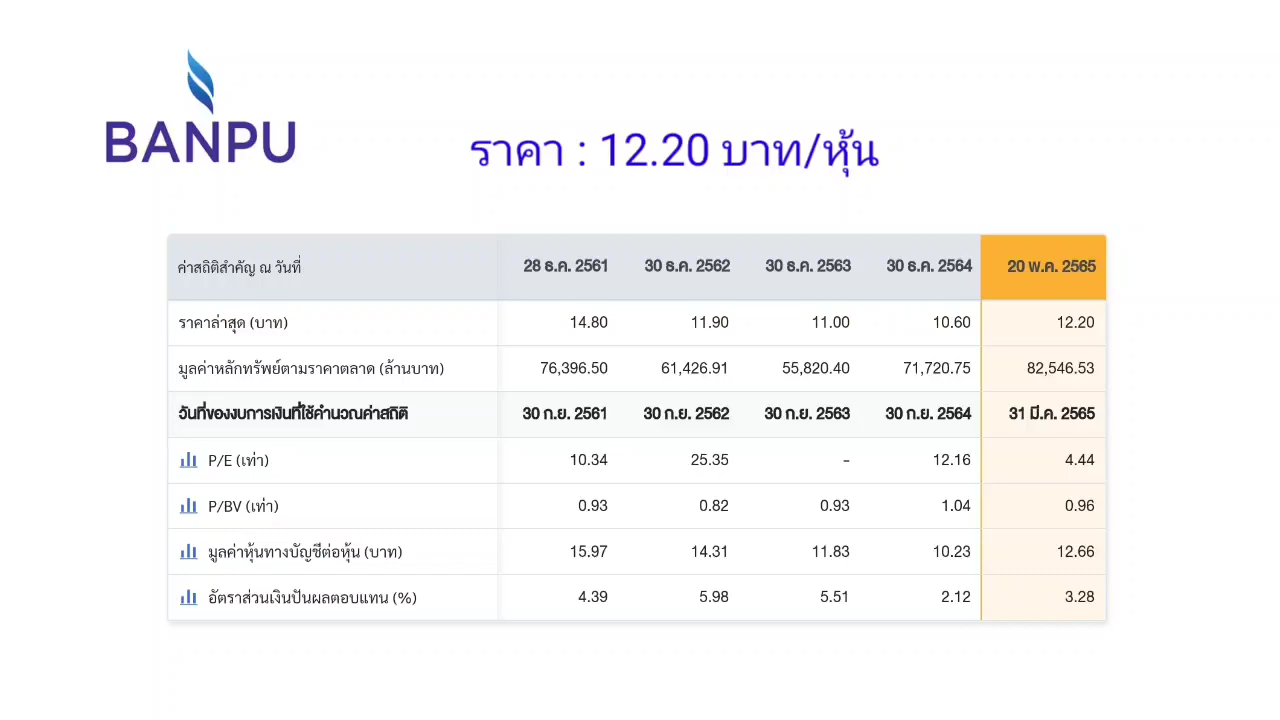 BANPU
ราคา : 12.20 บาท/หุ้น
ค่าสถิติสำคัญ ณ วันที่ 28 ธ.ค. 2561 30 ธ.ค. 2562 30 ธ.ค. 2563 30 ธ.ค. 2564 20 พ.ค. 2565
ราคาล่าสุด (บาท) 14.80 11.90 11.00 10.60 12.20
มูลค่าหลักทรัพย์ตามราคาตลาด (ล้านบาท) 76,396.50 61,426.91 55,820.40 71,720.75 82,546.53
วันที่ของงบการเงินที่ใช้คำนวณค่าสถิติ 30 ก.ย. 2561 30 ก.ย. 2562 30 ก.ย. 2563 30 ก.ย. 2564 31 มี.ค. 2565
P/E (เท่า) 10.34 25.35 - 12.16 4.44
P/BV (เท่า) 0.93 0.82 0.93 1.04 0.96
มูลค่าหุ้นทางบัญชีต่อหุ้น (บาท) 15.97 14.31 11.83 10.23 12.66
อัตราส่วนเงินปันผลตอบแทน (%) 4.39 5.98 5.51 2.12 3.28